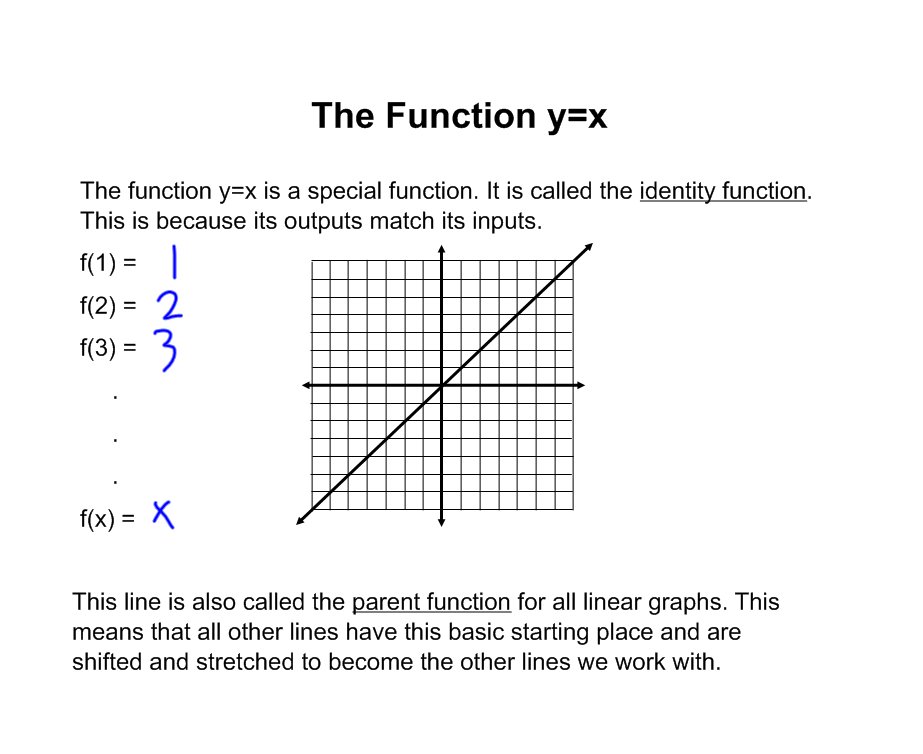 The Function y=x
The function y=x is a special function. It is called the identity function.
This is because its outputs match its inputs.
f(1) = 1
f(2) = 2
f(3) = 3
.
.
.
f(x) = x
This line is also called the parent function for all linear graphs. This
means that all other lines have this basic starting place and are
shifted and stretched to become the other lines we work with.